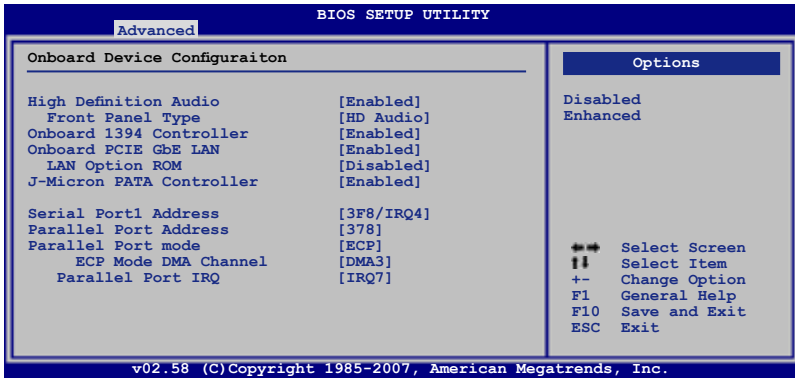 BIOS SETUP UTILITY
Advanced
Onboard Device Configuraiton
High Definition Audio [Enabled]
Front Panel Type [HD Audio]
Onboard 1394 Controller [Enabled]
Onboard PCIE GbE LAN [Enabled]
LAN Option ROM [Disabled]
J-Micron PATA Controller [Enabled]
Serial Port1 Address [3F8/IRQ4]
Parallel Port Address [378]
Parallel Port mode [ECP]
ECP Mode DMA Channel [DMA3]
Parallel Port IRQ [IRQ7]
Options
Disabled
Enhanced
Select Screen
Select Item
+- Change Option
F1 General Help
F10 Save and Exit
ESC Exit
v02.58 (C)Copyright 1985-2007, American Megatrends, Inc.